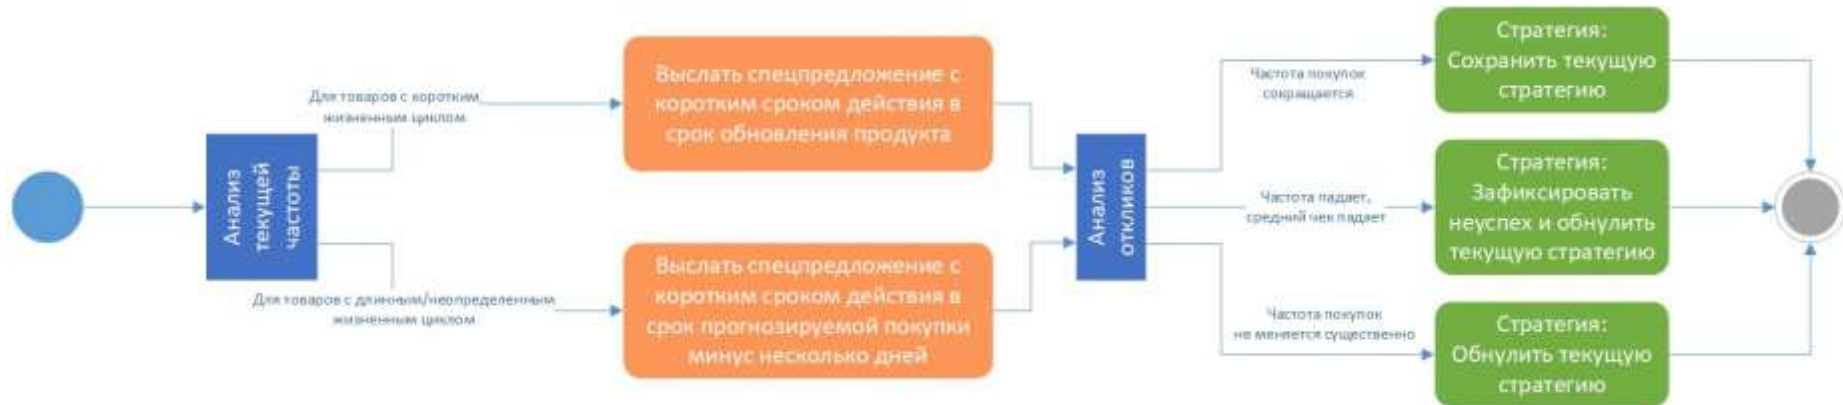 Анализ
текущей
частоты
Для товаров с коротким
жизненным циклом
Для товаров с длинным/неопределенным
жизненным циклом
Выслать спецпредложение с
коротким сроком действия в
срок обновления продукта
Выслать спецпредложение с
коротким сроком действия в
срок прогнозируемой покупки
минус несколько дней
Анализ
откликов
Частота покупок
сокращается
Частота падает,
средний чек падает
Частота покупок
не меняется существенно
Стратегия:
Сохранить текущую
стратегию
Стратегия:
Зафиксировать
неуспех и обнулить
текущую стратегию
Стратегия:
Обнулить текущую
стратегию